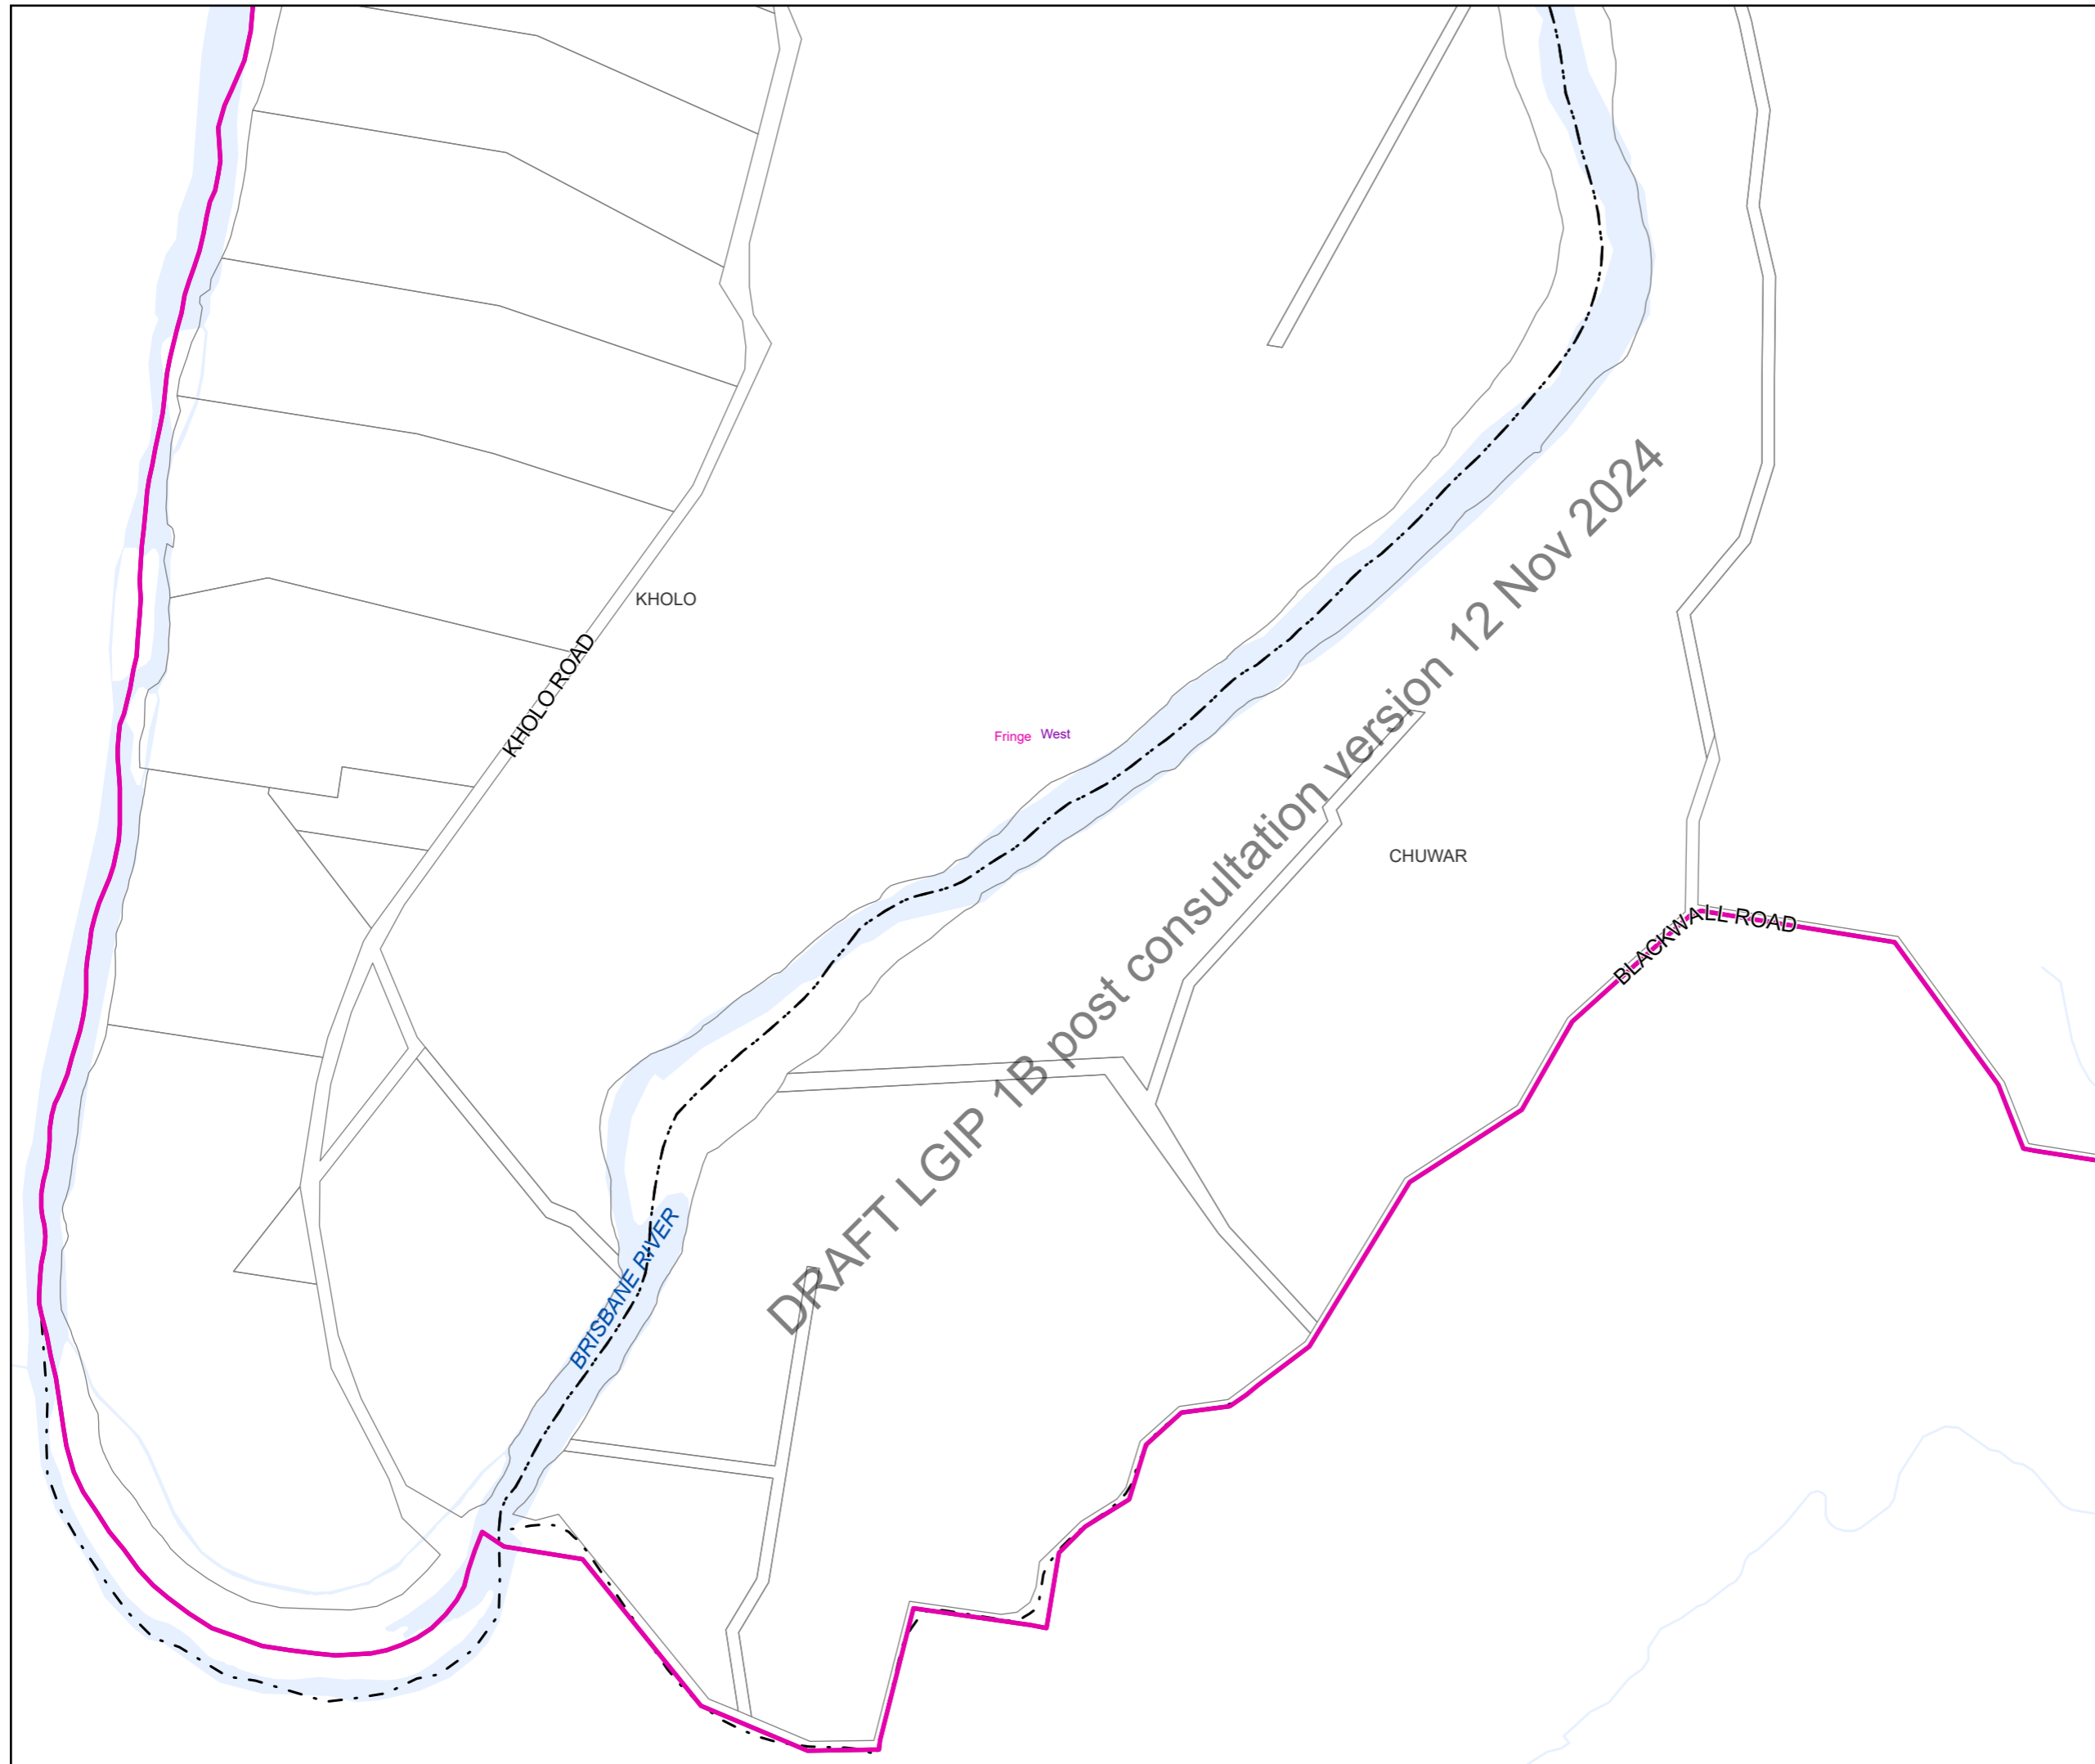 KHOLO
KHOLO ROAD
Fringe West
CHUWAR
BLACKWALL ROAD
BRISBANE RIVER
DRAFT LGIP 1B post consultation version 12 Nov 2024